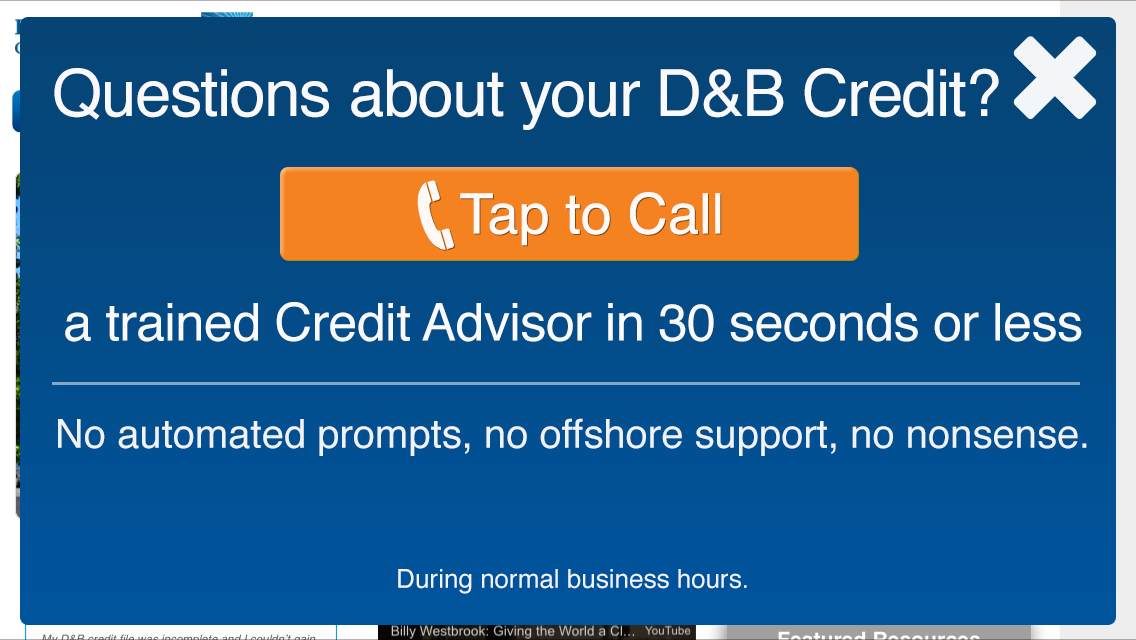 Questions about your D&B Credit?
Tap to Call
a trained Credit Advisor in 30 seconds or less
No automated prompts, no offshore support, no nonsense.
During normal business hours.
My D&B credit file was incomplete and I couldn't gain
Billy Westbrook: Giving the World a Cl... YouTube
Featured Resources